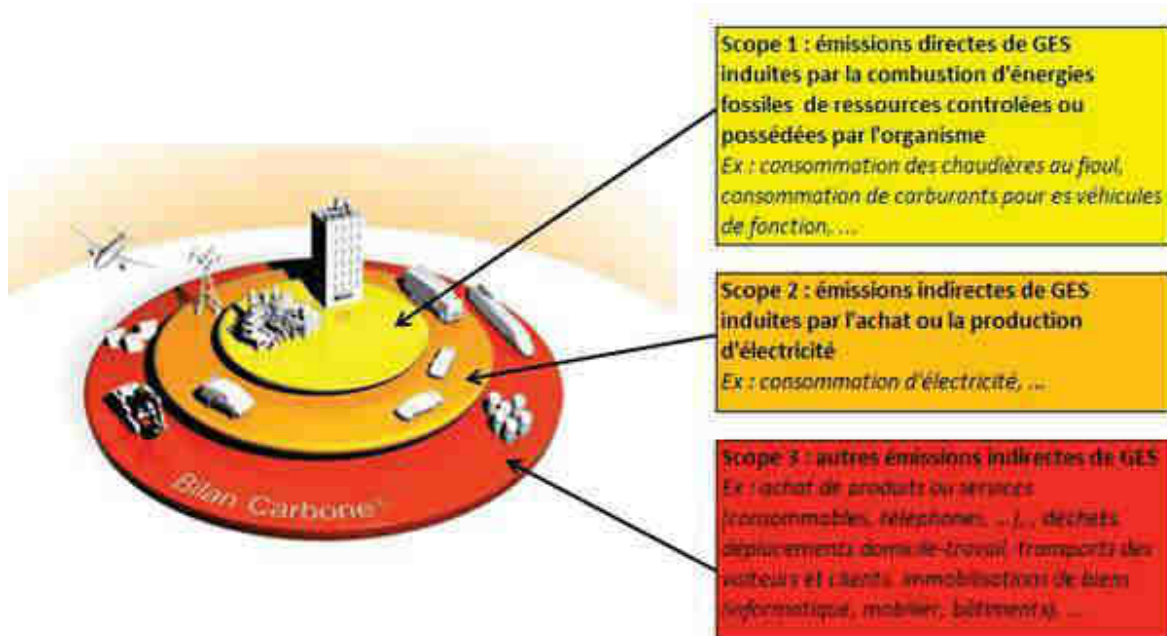 Scope 1 : émissions directes de GES
induites par la combustion d'énergies
fossiles de ressources controlées ou
possédées par l'organisme
Ex : consommation des chaudières au fioul,
consommation de carburants pour es véhicules
de fonction, ...
Scope 2 : émissions indirectes de GES
induites par l'achat ou la production
d'électricité
Ex : consommation d'électricité, ...
Scope 3 : autres émissions indirectes de GES
Ex : achat de produits ou services
(consommables, téléphones, ...), , déchets,
déplacements domicile-travail, transports des
visiteurs et clients, immobilisations de biens
(informatique, mobilier, bâtiments), ...
Bilan Carbone